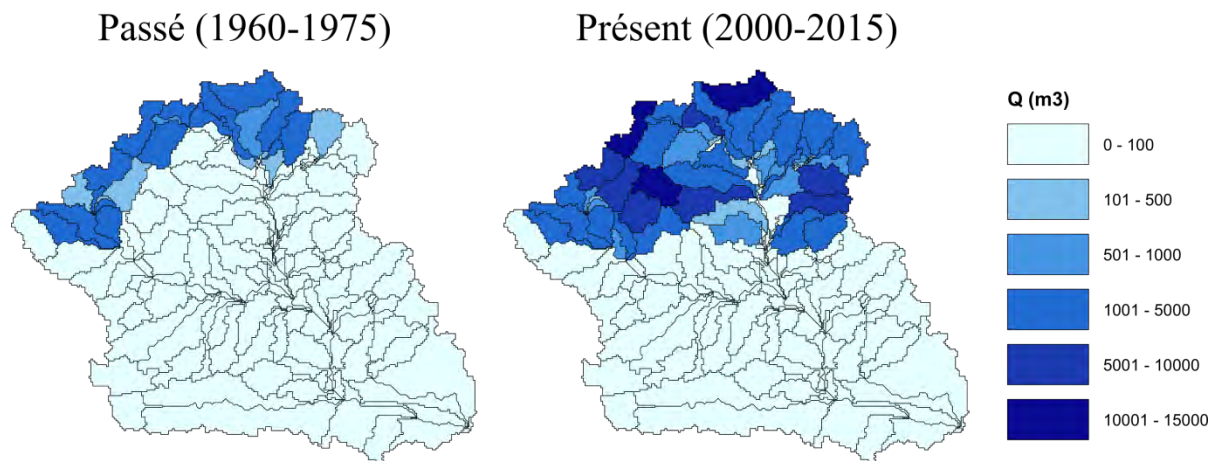 Passé (1960-1975)
Présent (2000-2015)
Q (m3)
0 - 100
101 - 500
501 - 1000
1001 - 5000
5001 - 10000
10001 - 15000